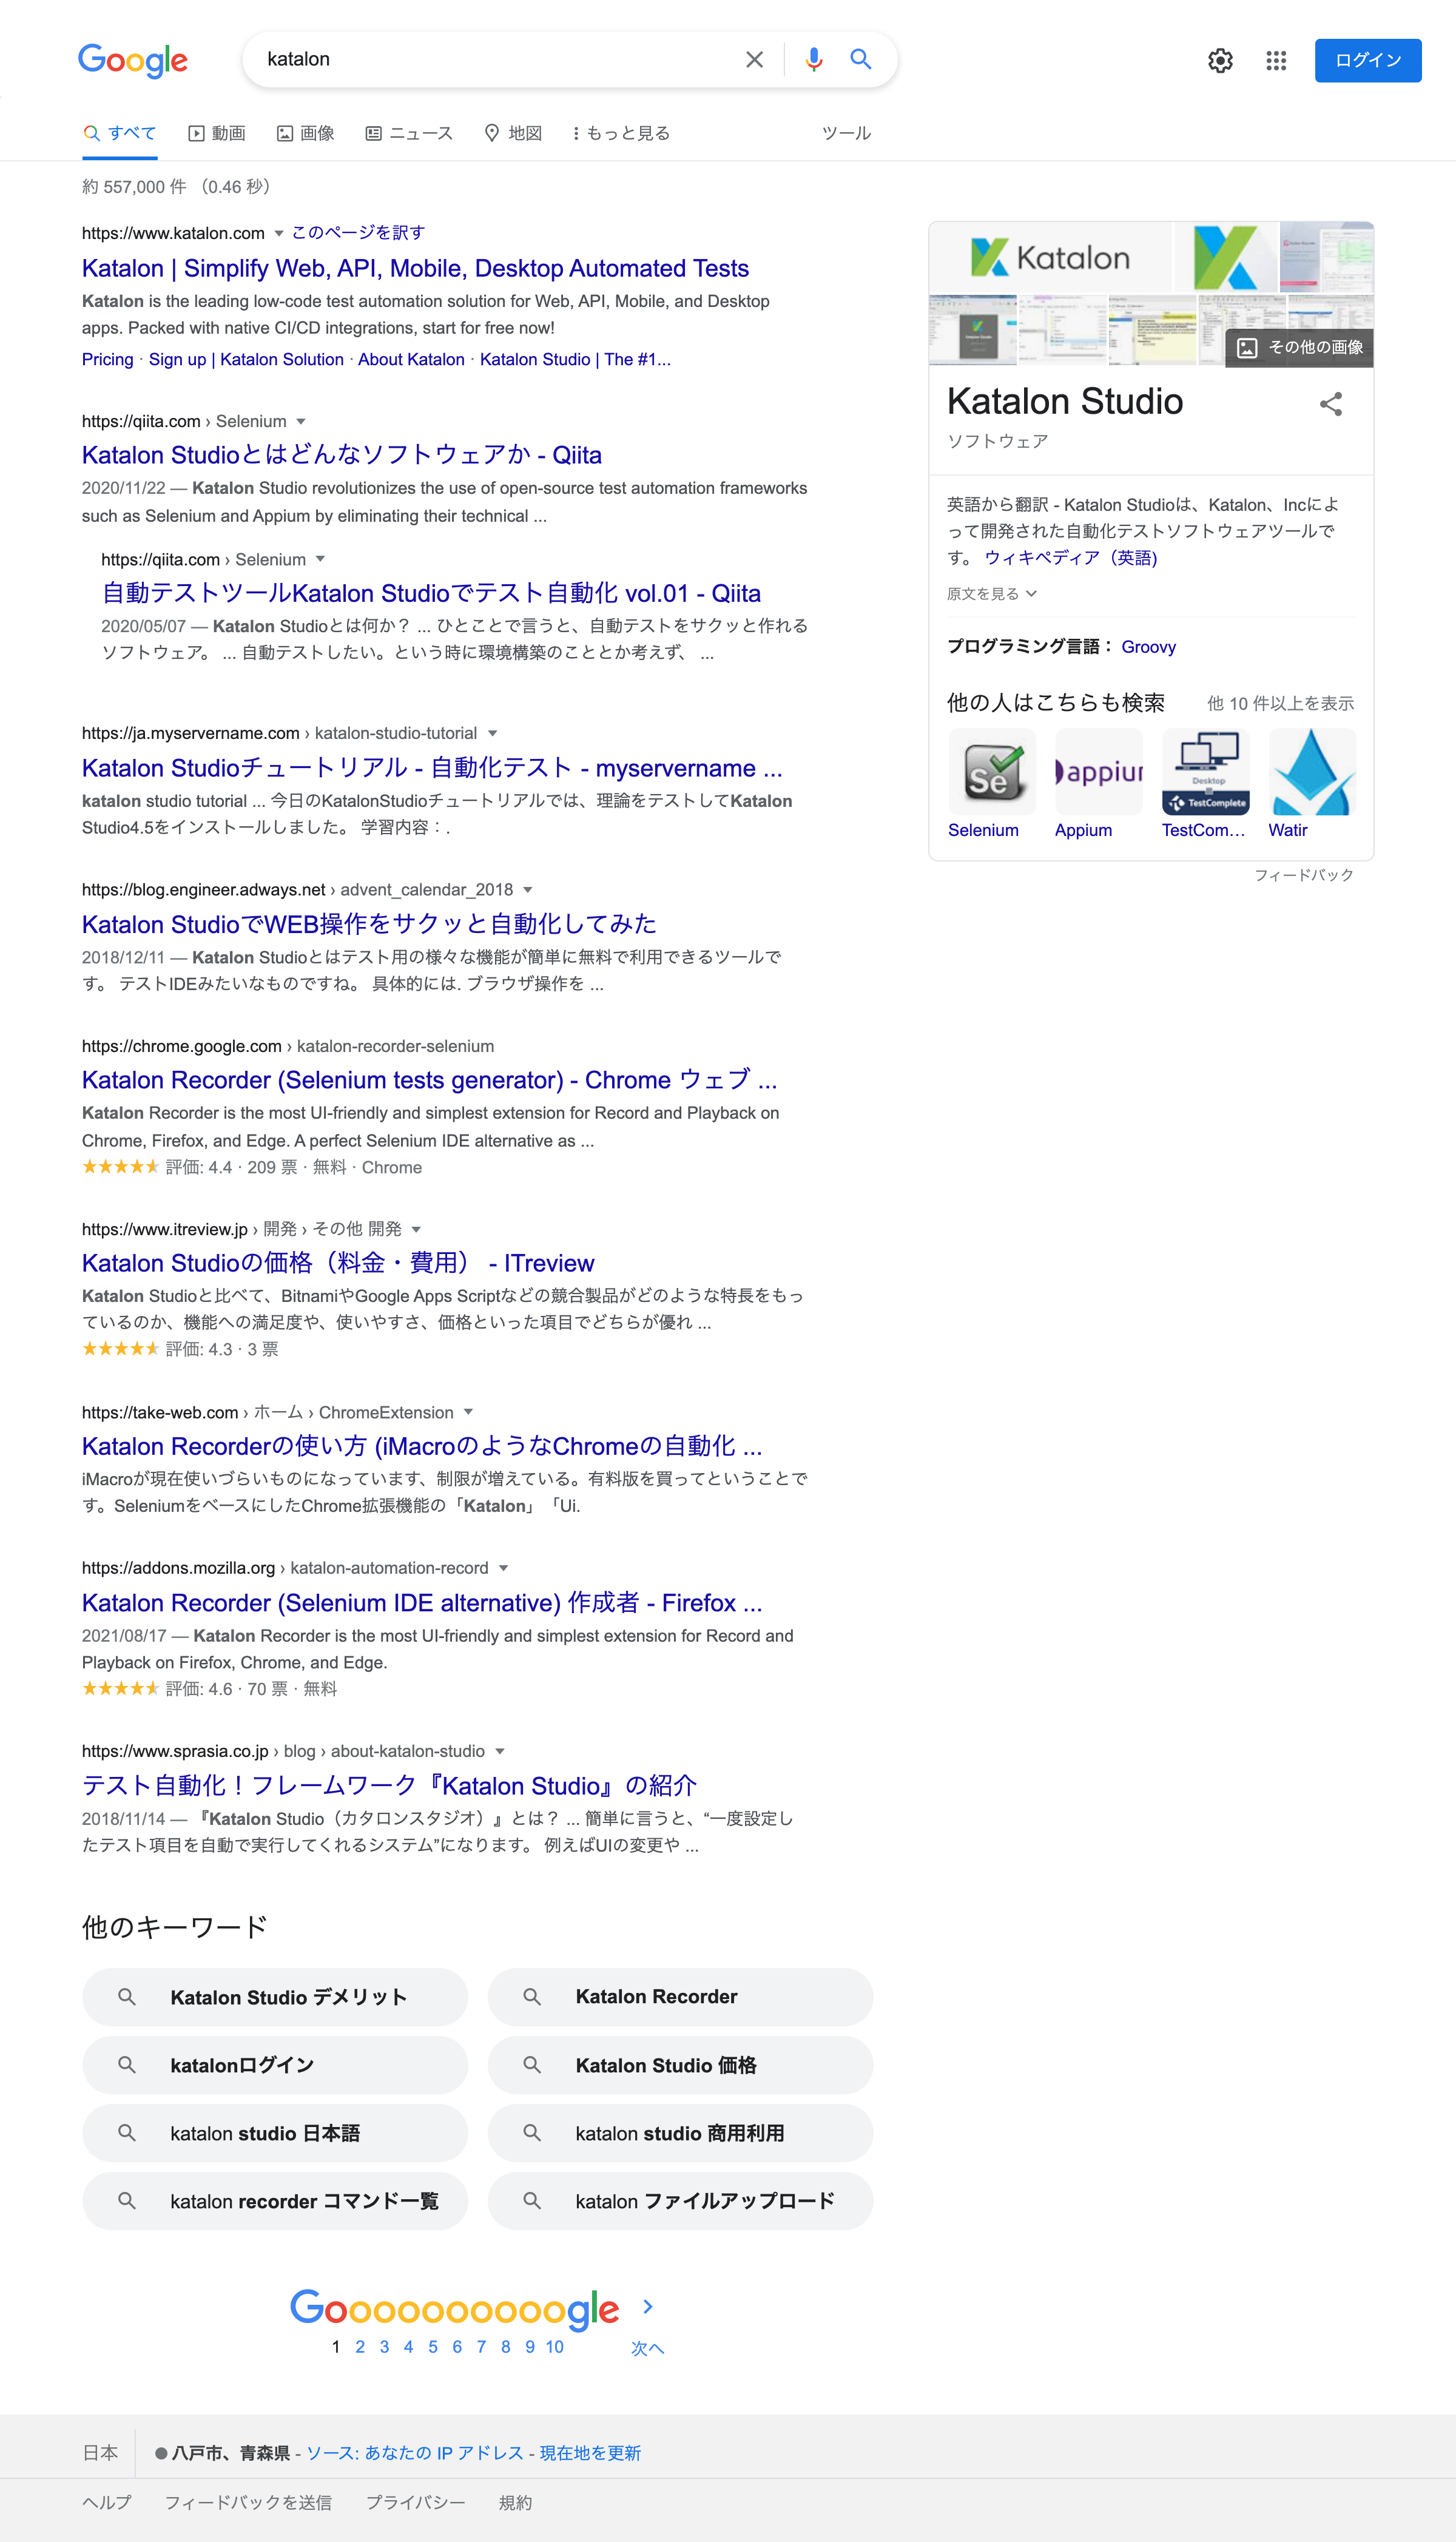 Google
katalon
ログイン
すべて 動画 画像 ニュース 地図 もっと見る ツール
約 557,000 件 （0.46 秒）
https://www.katalon.com このページを訳す
Katalon | Simplify Web, API, Mobile, Desktop Automated Tests
Katalon is the leading low-code test automation solution for Web, API, Mobile, and Desktop
apps. Packed with native CI/CD integrations, start for free now!
Pricing · Sign up | Katalon Solution · About Katalon · Katalon Studio | The #1...
https://qiita.com › Selenium
Katalon Studioとはどんなソフトウェアか - Qiita
2020/11/22 — Katalon Studio revolutionizes the use of open-source test automation frameworks
such as Selenium and Appium by eliminating their technical ...
https://qiita.com › Selenium
自動テストツールKatalon Studioでテスト自動化 vol.01 - Qiita
2020/05/07 — Katalon Studioとは何か？ ... ひとことで言うと、自動テストをサクッと作れる
ソフトウェア。 ... 自動テストしたい。という時に環境構築のこととか考えず、 ...
https://ja.myservername.com › katalon-studio-tutorial
Katalon Studioチュートリアル - 自動化テスト - myservername ...
katalon studio tutorial ... 今日のKatalonStudioチュートリアルでは、理論をテストしてKatalon
Studio4.5をインストールしました。 学習内容：.
https://blog.engineer.adways.net › advent_calendar_2018
Katalon StudioでWEB操作をサクッと自動化してみた
2018/12/11 — Katalon Studioとはテスト用の様々な機能が簡単に無料で利用できるツールで
す。 テストIDEみたいなものですね。 具体的には. ブラウザ操作を ...
https://chrome.google.com › katalon-recorder-selenium
Katalon Recorder (Selenium tests generator) - Chrome ウェブ ...
Katalon Recorder is the most UI-friendly and simplest extension for Record and Playback on
Chrome, Firefox, and Edge. A perfect Selenium IDE alternative as ...
評価: 4.4 · 209 票 · 無料 · Chrome
https://www.itreview.jp › 開発 › その他 開発
Katalon Studioの価格（料金・費用） - ITreview
Katalon Studioと比べて、BitnamiやGoogle Apps Scriptなどの競合製品がどのような特長をもっ
ているのか、機能への満足度や、使いやすさ、価格といった項目でどちらが優れ ...
評価: 4.3 · 3 票
https://take-web.com › ホーム › ChromeExtension
Katalon Recorderの使い方 (iMacroのようなChromeの自動化 ...
iMacroが現在使いづらいものになっています、制限が増えている。有料版を買ってということで
す。SeleniumをベースにしたChrome拡張機能の「Katalon」「Ui.
https://addons.mozilla.org › katalon-automation-record
Katalon Recorder (Selenium IDE alternative) 作成者 - Firefox ...
2021/08/17 — Katalon Recorder is the most UI-friendly and simplest extension for Record and
Playback on Firefox, Chrome, and Edge.
評価: 4.6 · 70 票 · 無料
https://www.sprasia.co.jp › blog › about-katalon-studio
テスト自動化！フレームワーク『Katalon Studio』の紹介
2018/11/14 — 『Katalon Studio（カタロンスタジオ）』とは？ ... 簡単に言うと、“一度設定し
たテスト項目を自動で実行してくれるシステム”になります。 例えばUIの変更や ...
Katalon
その他の画像
Katalon Studio
ソフトウェア
英語から翻訳 - Katalon Studioは、Katalon、Incによ
って開発された自動化テストソフトウェアツールで
す。 ウィキペディア（英語）
原文を見る
プログラミング言語： Groovy
他の人はこちらも検索 他 10 件以上を表示
Se appium Desktop TestComplete
Selenium Appium TestCom... Watir
フィードバック
他のキーワード
Katalon Studio デメリット Katalon Recorder
katalonログイン Katalon Studio 価格
katalon studio 日本語 katalon studio 商用利用
katalon recorder コマンド一覧 katalon ファイルアップロード
Goooooooooogle
1 2 3 4 5 6 7 8 9 10 次へ
日本 八戸市、青森県 - ソース: あなたの IP アドレス - 現在地を更新
ヘルプ フィードバックを送信 プライバシー 規約